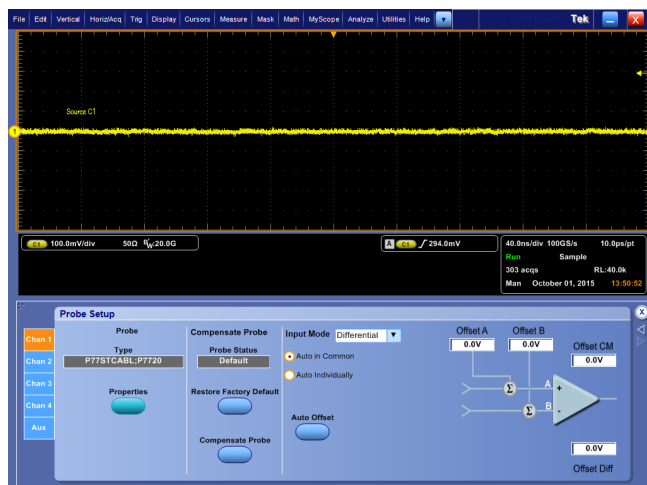 File Edit Vertical Horiz/Acq Trig Display Cursors Measure Mask Math MyScope Analyze Utilities Help Tek X
Source C1
1
C1 100.0mV/div 50Ω BW:20.0G
A C1 294.0mV
40.0ns/div 100GS/s 10.0ps/pt
Run Sample
303 acqs RL:40.0k
Man October 01, 2015 13:50:52
Probe Setup
X
Chan 1
Chan 2
Chan 3
Chan 4
Aux
Probe
Type
P77STCABL;P7720
Properties
Compensate Probe
Probe Status
Default
Restore Factory Default
Compensate Probe
Input Mode Differential
Auto in Common
Auto Individually
Auto Offset
Offset A Offset B
0.0V 0.0V
Offset CM
0.0V
Σ A +
Σ B -
0.0V
Offset Diff